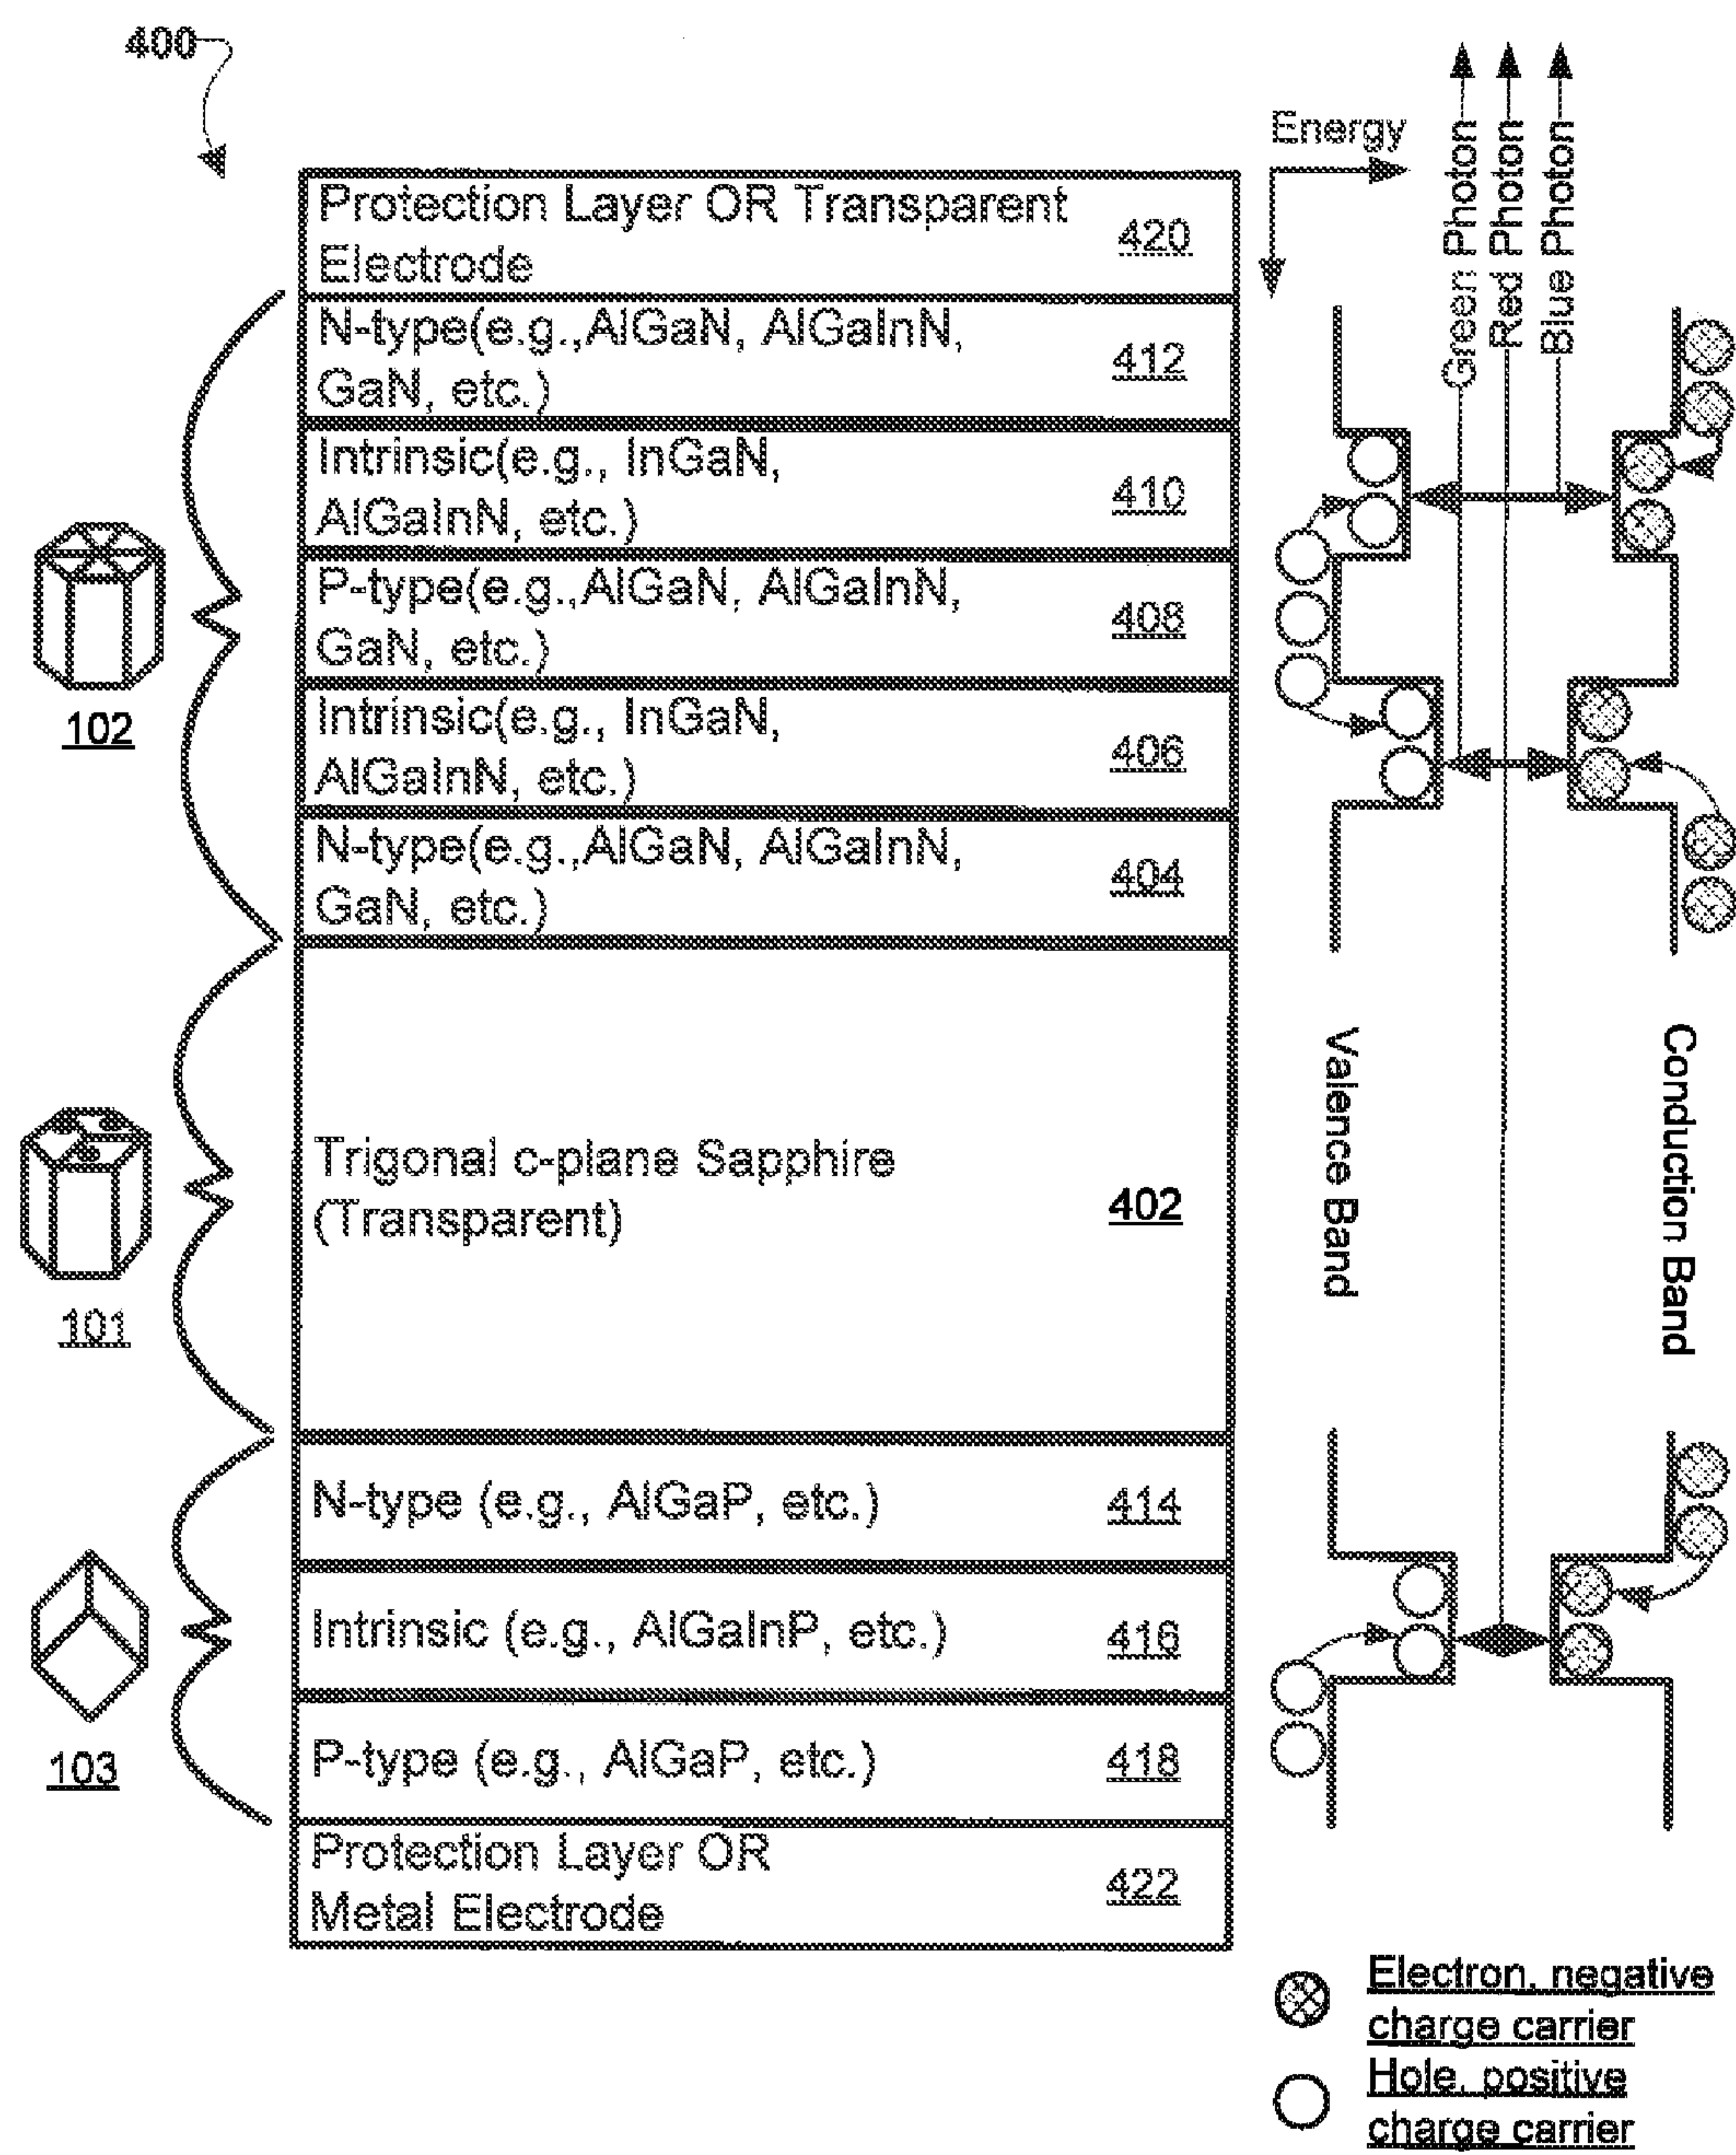 400
Energy
Green Photon
Red Photon
Blue Photon
Protection Layer OR Transparent
Electrode
420
N-type(e.g.,AlGaN, AlGaInN,
GaN, etc.)
412
Intrinsic(e.g., InGaN,
AlGaInN, etc.)
410
P-type(e.g.,AlGaN, AlGaInN,
GaN, etc.)
408
102
Intrinsic(e.g., InGaN,
AlGaInN, etc.)
406
N-type(e.g.,AlGaN, AlGaInN,
GaN, etc.)
404
Trigonal c-plane Sapphire
(Transparent)
402
Valence Band
Conduction Band
101
N-type (e.g., AlGaP, etc.)
414
Intrinsic (e.g., AlGaInP, etc.)
416
P-type (e.g., AlGaP, etc.)
418
103
Protection Layer OR
Metal Electrode
422
Electron, negative
charge carrier
Hole, positive
charge carrier